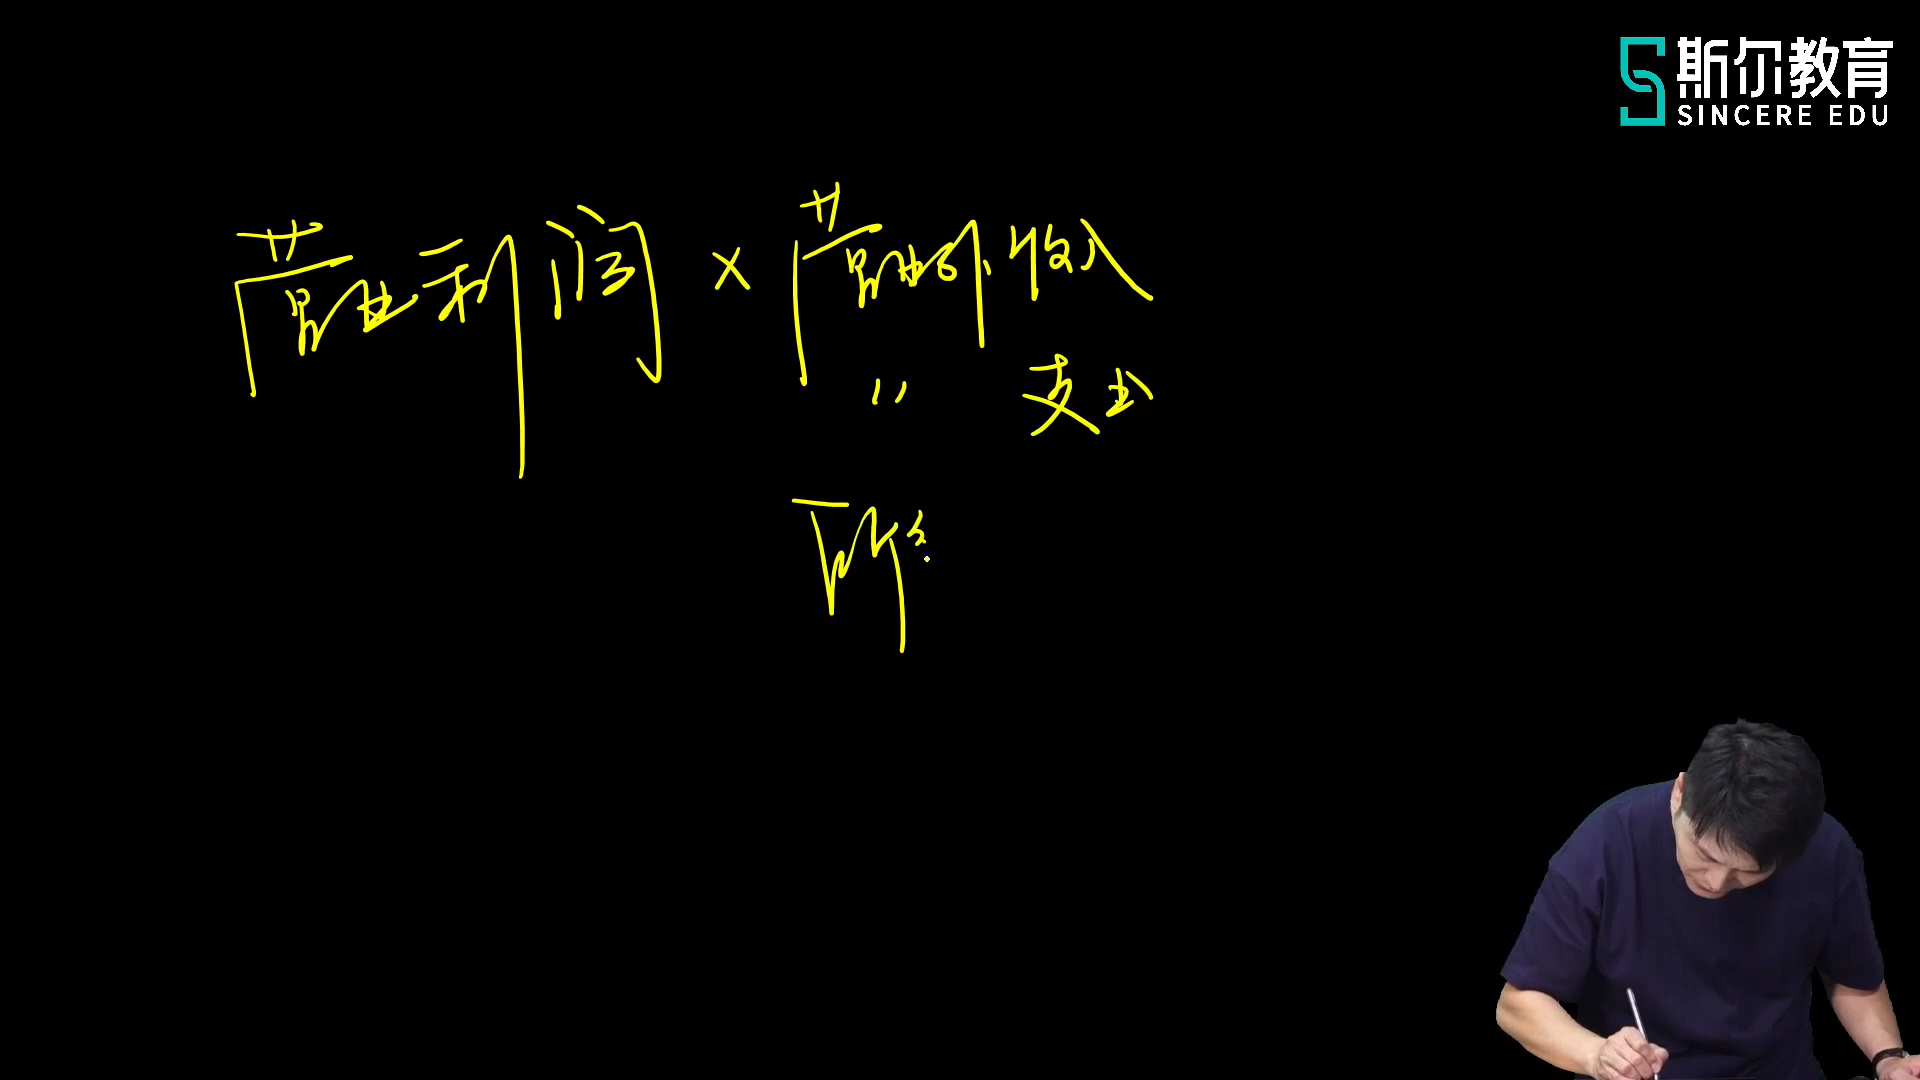 斯尔教育
SINCERE EDU
营业利润 × 营业外收入
〃 支出
所